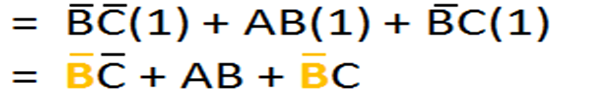 = B̅C̅(1) + AB(1) + B̅C(1)
= B̅C̅ + AB + B̅C